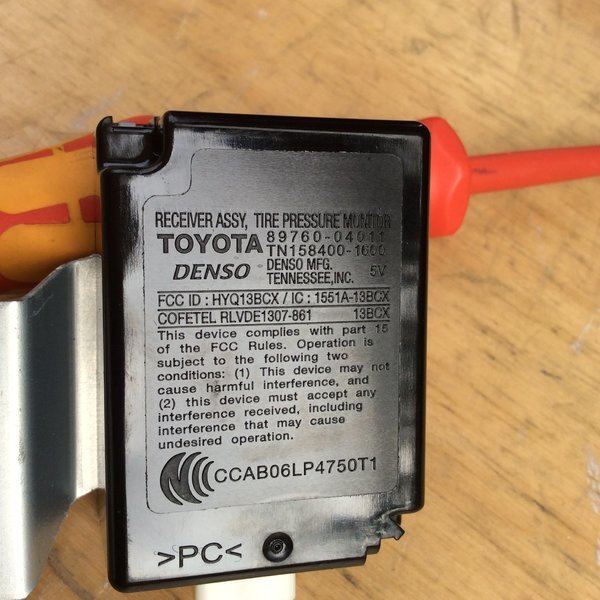 RECEIVER ASSY, TIRE PRESSURE MONITOR
TOYOTA 89760-04011
TN158400-1600
DENSO DENSO MFG.
TENNESSEE,INC. 5V
FCC ID : HYQ13BCX / IC : 1551A-13BCX
COFETEL RLVDE1307-861 13BCX
This device complies with part 15
of the FCC Rules. Operation is
subject to the following two
conditions: (1) This device may not
cause harmful interference, and
(2) this device must accept any
interference received, including
interference that may cause
undesired operation.
CCAB06LP4750T1
>PC<